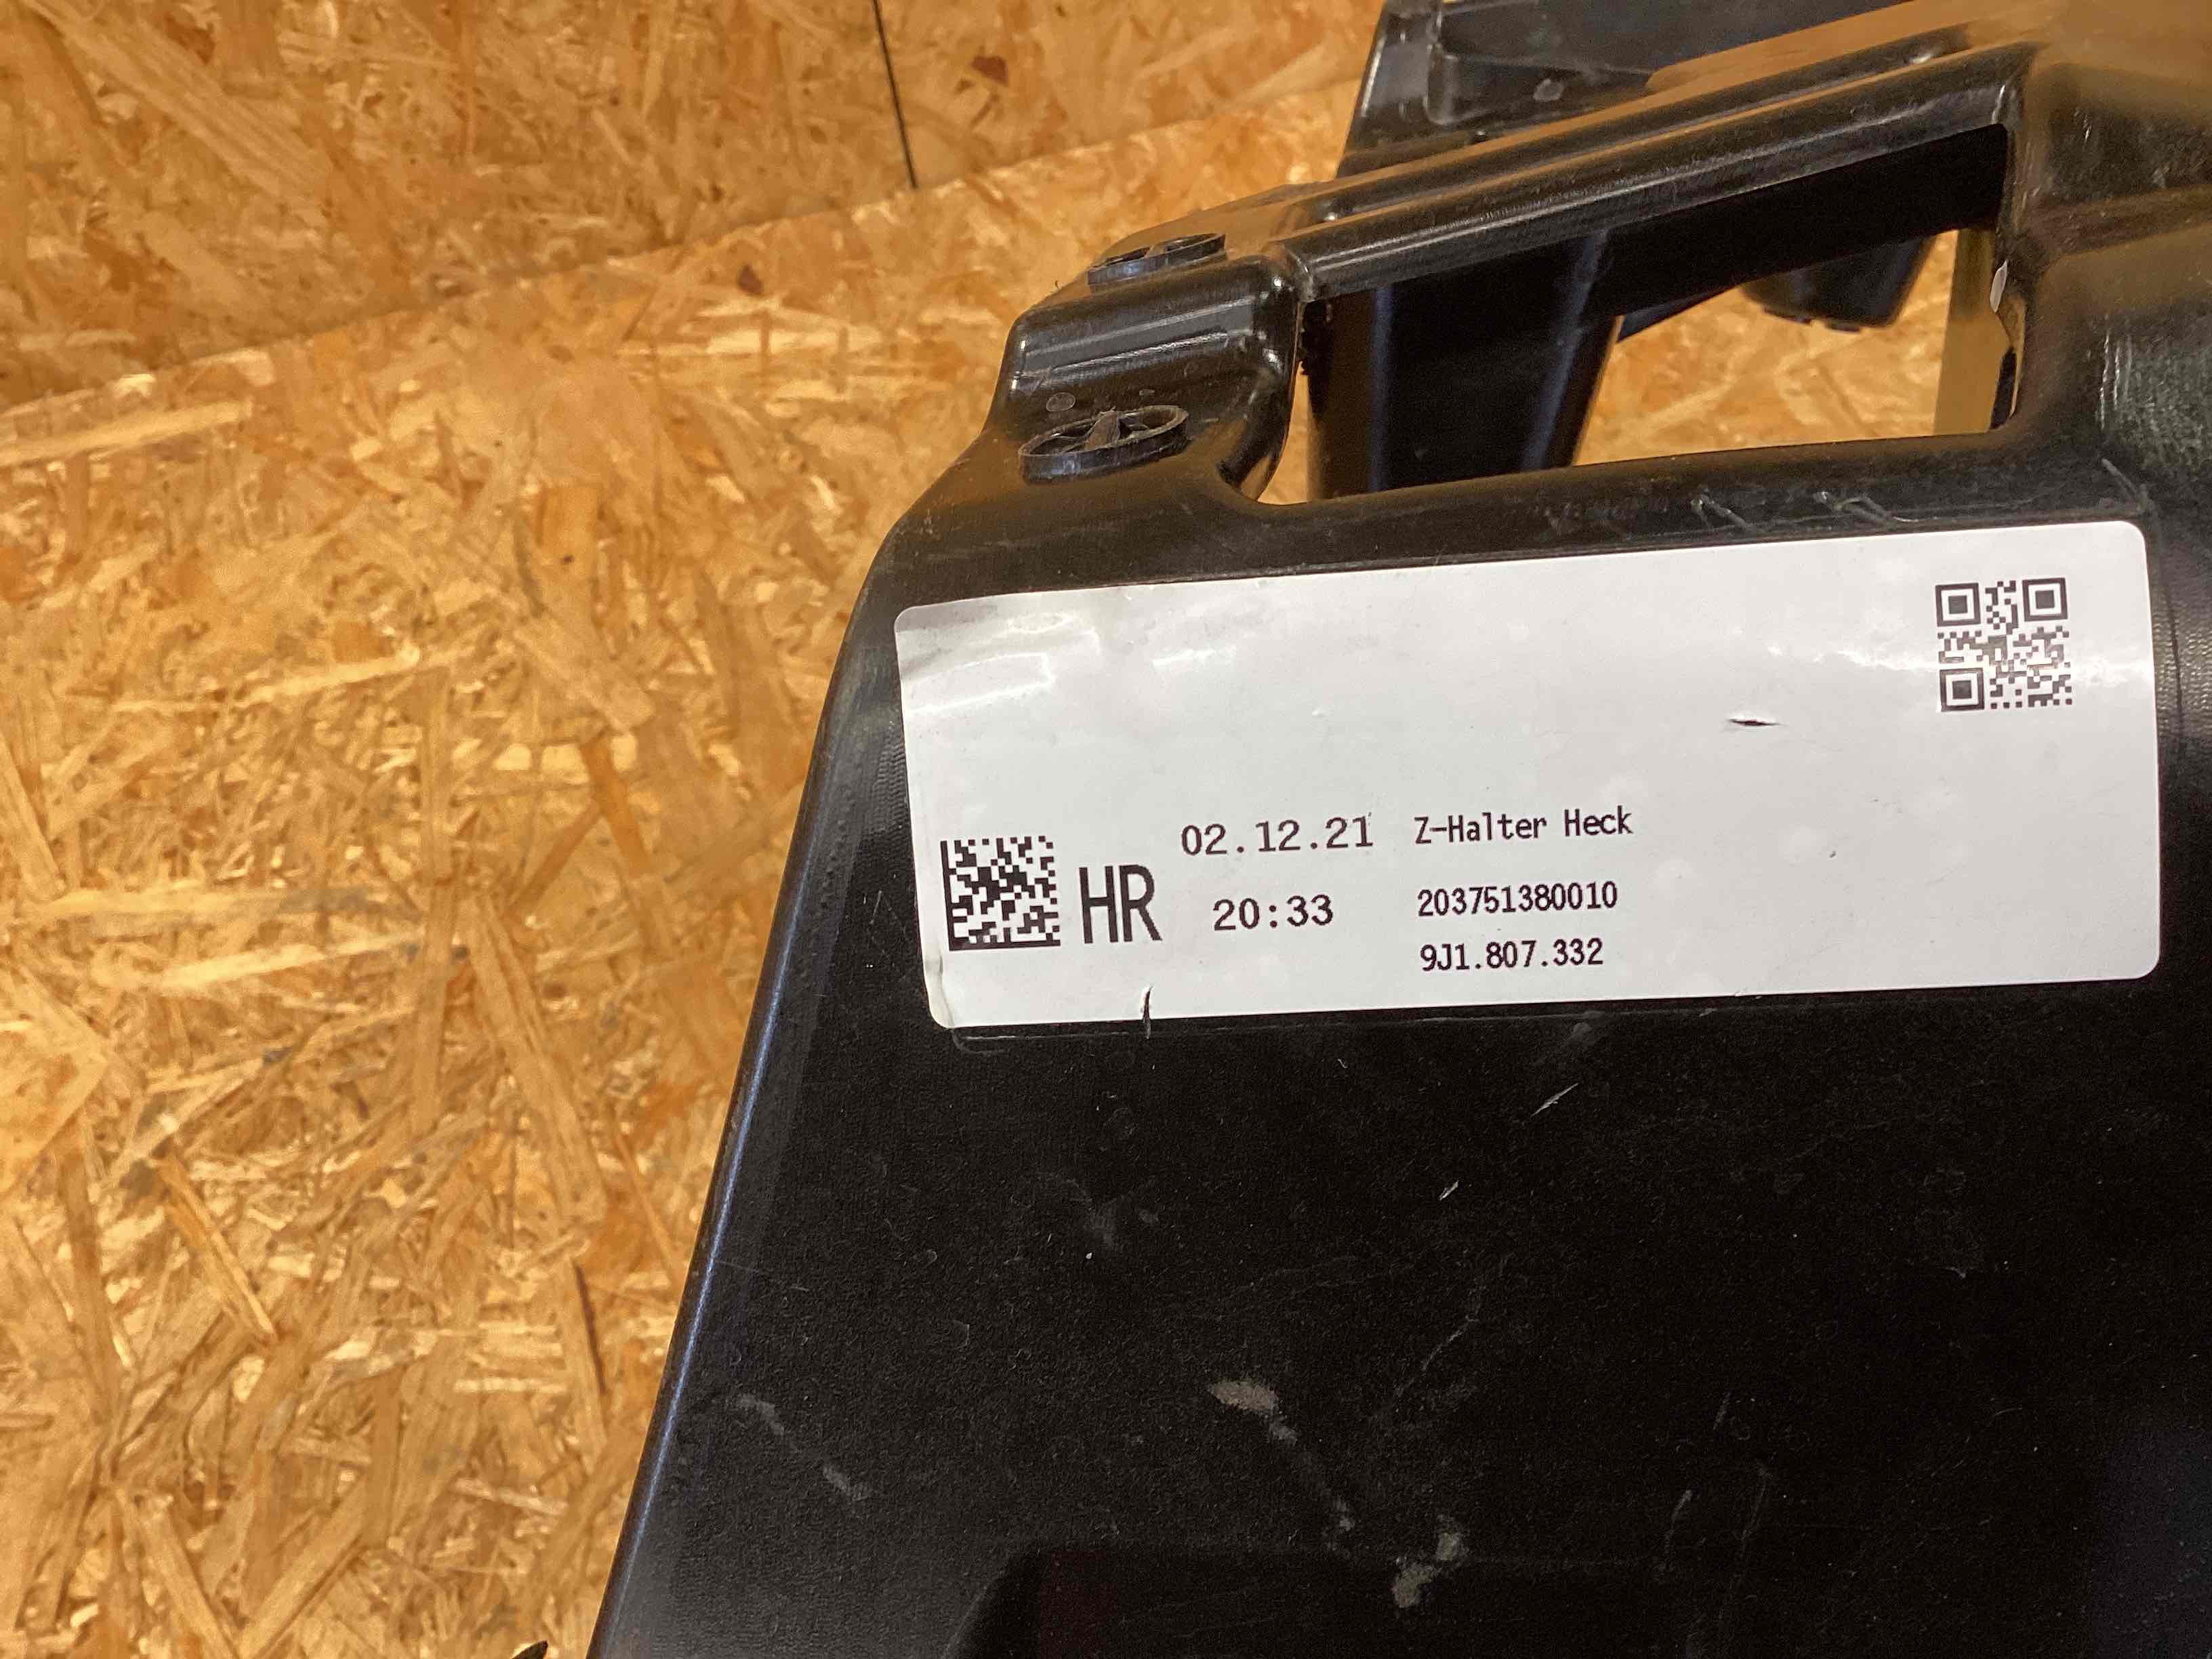 02.12.21 Z-Halter Heck
HR 20:33 203751380010
9J1.807.332